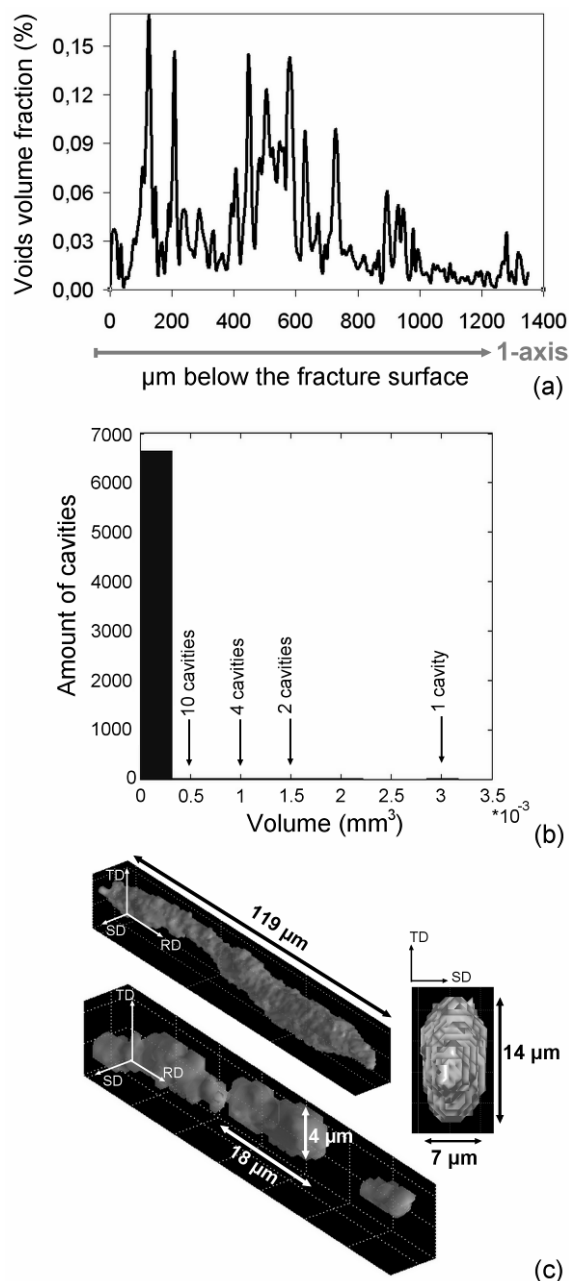 0,15
0,12
0,09
0,06
0,03
0,00
Voids volume fraction (%)
0 200 400 600 800 1000 1200 1400
1-axis
µm below the fracture surface
(a)
7000
6000
5000
4000
3000
2000
1000
0
Amount of cavities
10 cavities
4 cavities
2 cavities
1 cavity
0 0.5 1 1.5 2 2.5 3 3.5
*10⁻³
Volume (mm³)
(b)
TD
SD
RD
119 µm
TD
SD
RD
18 µm
4 µm
TD
SD
14 µm
7 µm
(c)